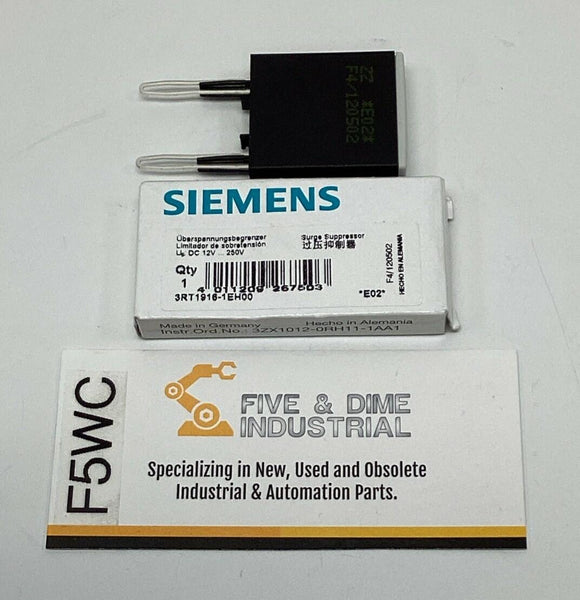 ZZ *E02*
F4/120502
SIEMENS
Überspannungsbegrenzer
Surge Suppressor
Limitador de sobretensión
过压抑制器
Us DC 12V ... 250V
Qty
1
4 011209 267503
3RT1916-1EH00
*E02*
F4/120502
HECHO EN ALEMANIA
Made in Germany
Hecho in Alemania
Instr.Ord.No.: 3ZX1012-0RH11-1AA1
F5WC
FIVE & DIME
INDUSTRIAL
Specializing in New, Used and Obsolete
Industrial & Automation Parts.